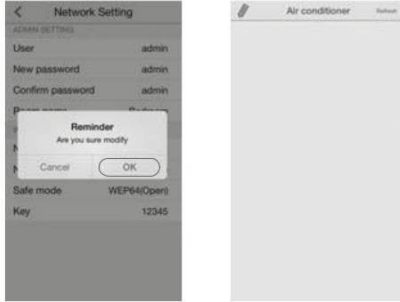 Network Setting
ADMIN SETTING
User admin
New password admin
Confirm password admin
Reminder
Are you sure modify
Cancel OK
Safe mode WEP64(Open)
Key 12345
Air conditioner Refresh